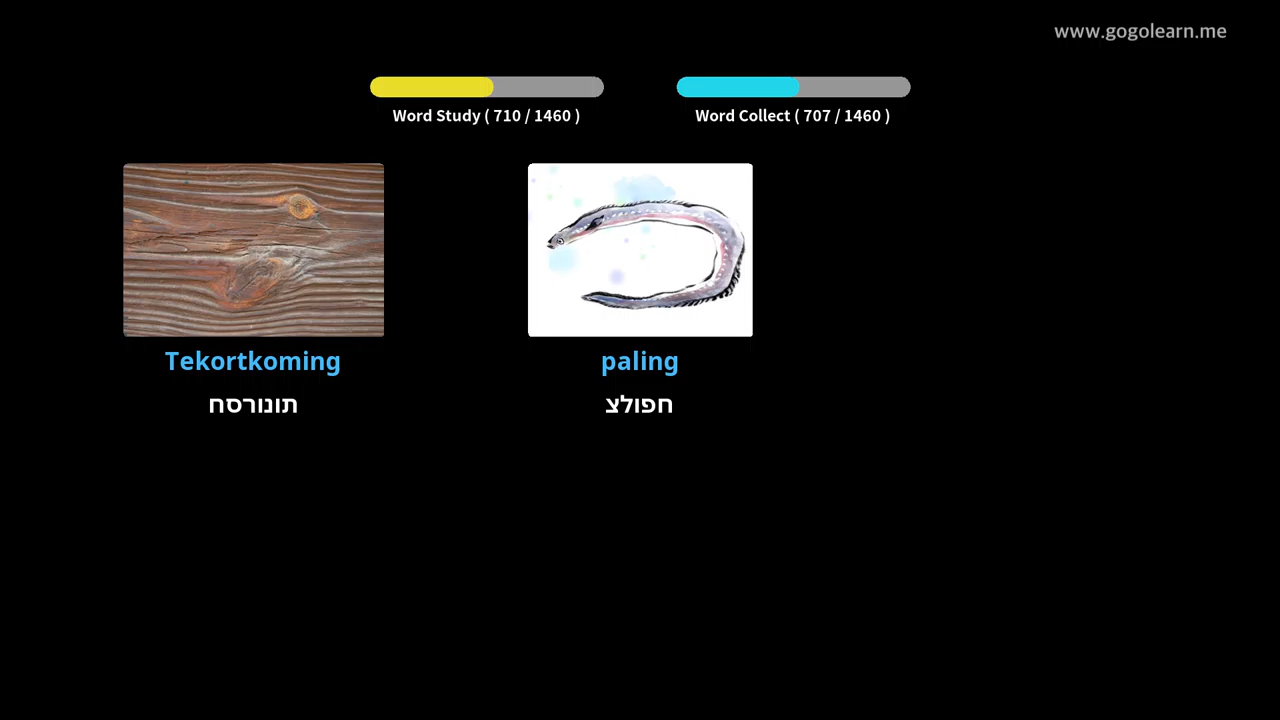 www.gogolearn.me
Word Study ( 710 / 1460 )
Word Collect ( 707 / 1460 )
Tekortkoming
תונורסח
paling
חפולצ